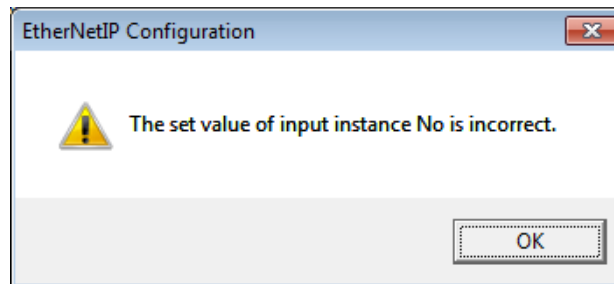 EtherNetIP Configuration
The set value of input instance No is incorrect.
OK